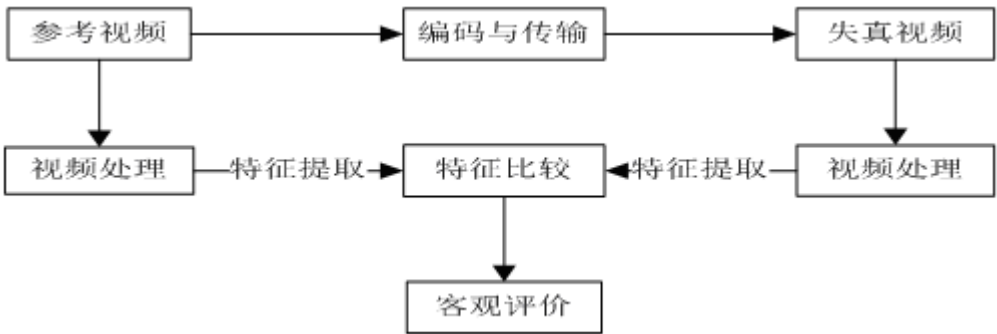 参考视频
编码与传输
失真视频
视频处理
特征提取
特征比较
特征提取
视频处理
客观评价